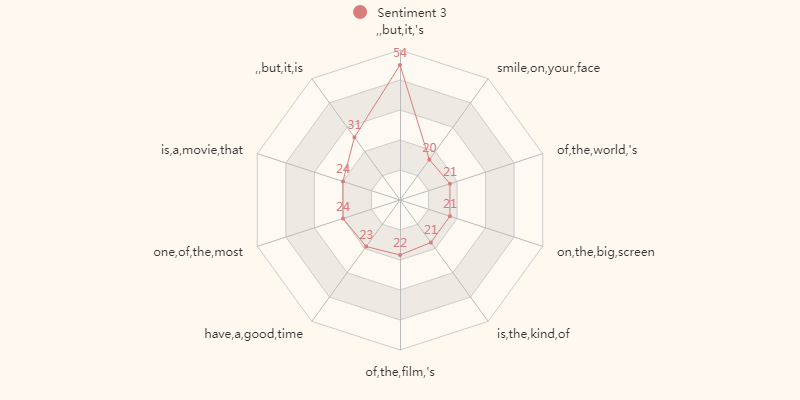 Sentiment 3
,,but,it,'s
54
,,but,it,is
smile,on,your,face
31
20
is,a,movie,that
of,the,world,'s
24
21
24
21
23
22
21
one,of,the,most
on,the,big,screen
have,a,good,time
is,the,kind,of
of,the,film,'s